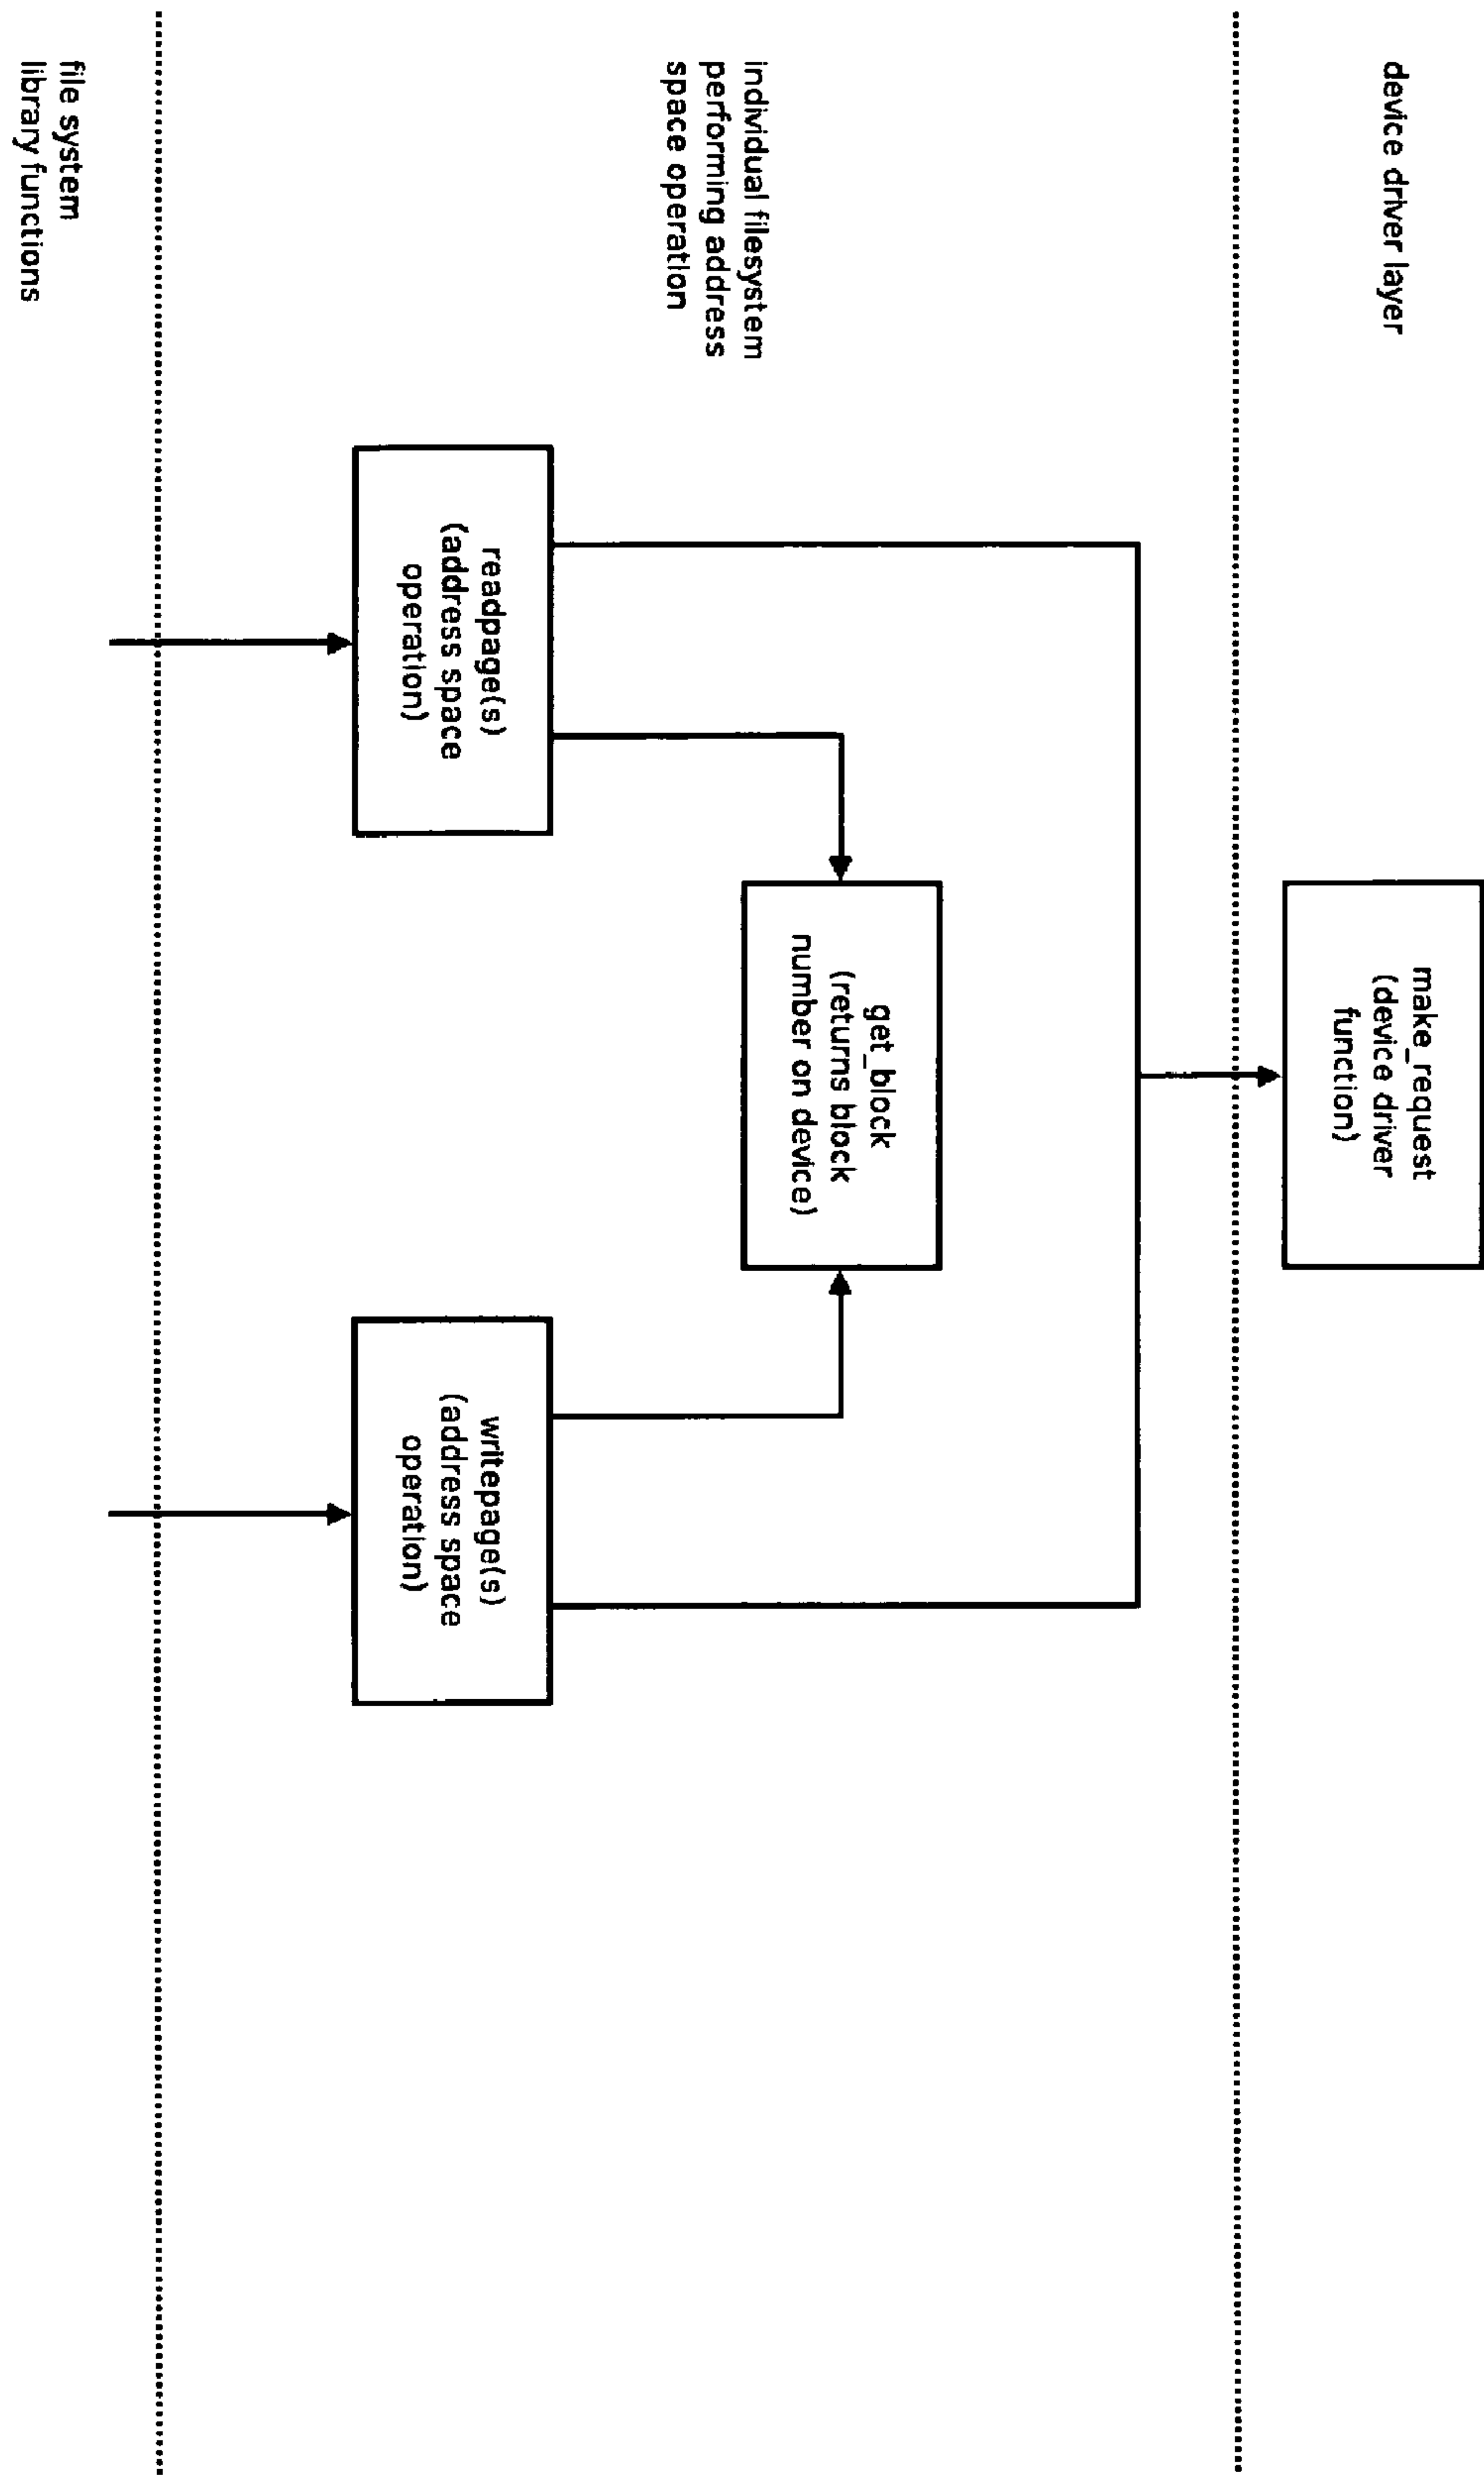 device driver layer
make_request
(device driver
function)
individual filesystem
performing address
space operation
get_block
(returns block
number on device)
readpage(s)
(address space
operation)
writepage(s)
(address space
operation)
file system
library functions